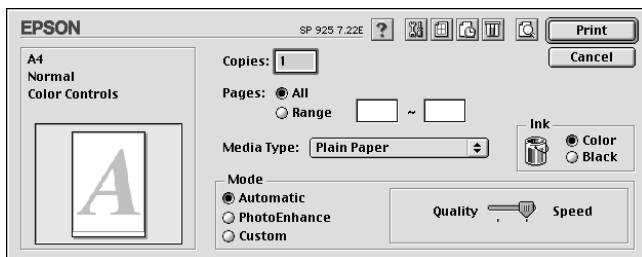 EPSON SP 925 7.22E ? Print
Cancel
A4
Normal
Color Controls
A
Copies: 1
Pages: All
Range ~
Media Type: Plain Paper
Ink
Color
Black
Mode
Automatic
PhotoEnhance
Custom
Quality Speed